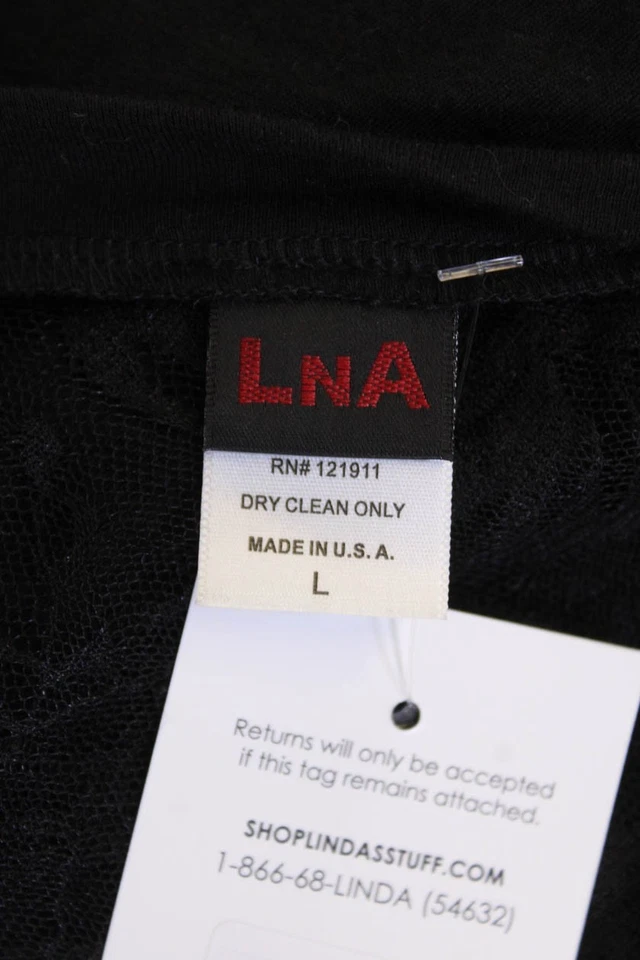 LNA
RN# 121911
DRY CLEAN ONLY
MADE IN U.S.A.
L
Returns will only be accepted
if this tag remains attached.
SHOPLINDASSTUFF.COM
1-866-68-LINDA (54632)